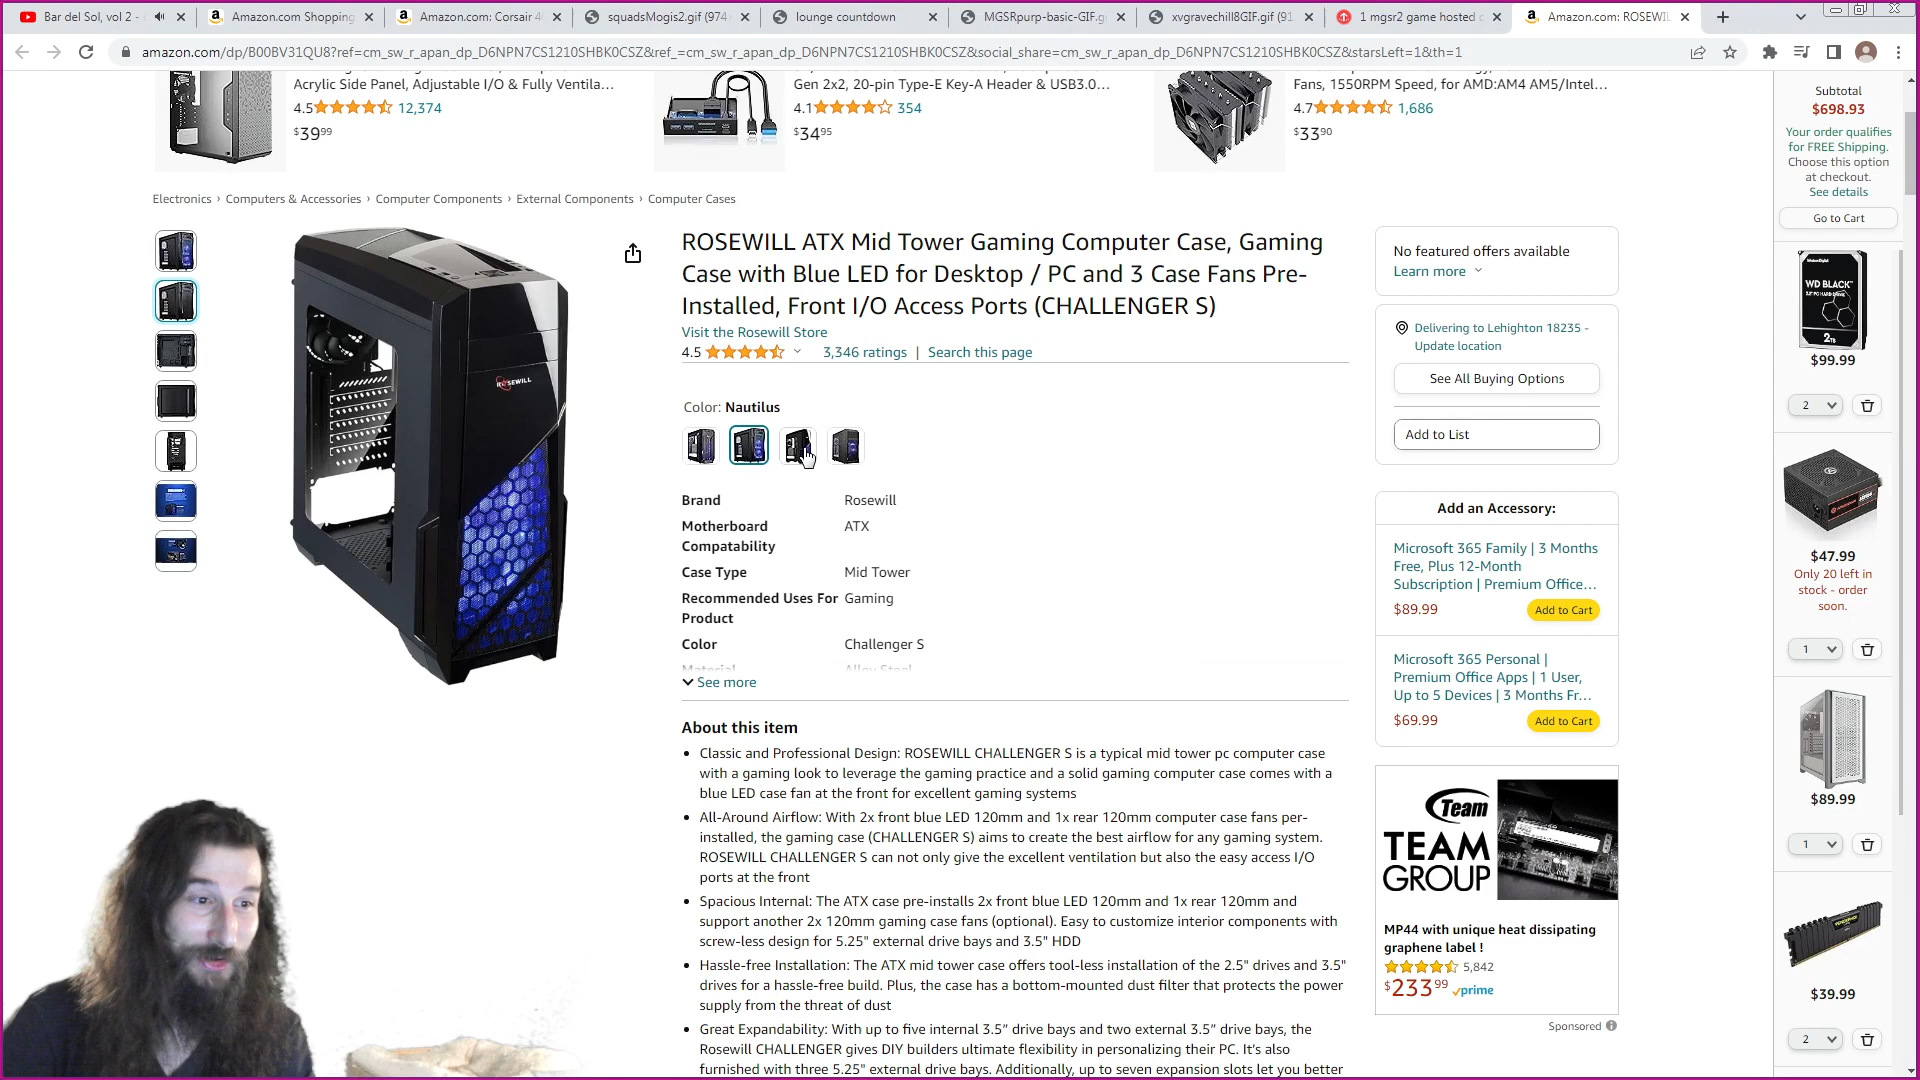 Bar del Sol, vol 2 -
Amazon.com Shopping
Amazon.com: Corsair 4
squadsMogis2.gif (974×
lounge countdown
MGSRpurp-basic-GIF.g
xvgravechill8GIF.gif (91
1 mgsr2 game hosted
Amazon.com: ROSEWIL
amazon.com/dp/B00BV31QU8?ref=cm_sw_r_apan_dp_D6NPN7CS1210SHBK0CSZ&ref_=cm_sw_r_apan_dp_D6NPN7CS1210SHBK0CSZ&social_share=cm_sw_r_apan_dp_D6NPN7CS1210SHBK0CSZ&starsLeft=1&th=1
Acrylic Side Panel, Adjustable I/O & Fully Ventila...
4.5 12,374
$39.99
Gen 2x2, 20-pin Type-E Key-A Header & USB3.0...
4.1 354
$34.95
Fans, 1550RPM Speed, for AMD:AM4 AM5/Intel...
4.7 1,686
$33.90
Electronics › Computers & Accessories › Computer Components › External Components › Computer Cases
ROSEWILL
ROSEWILL ATX Mid Tower Gaming Computer Case, Gaming
Case with Blue LED for Desktop / PC and 3 Case Fans Pre-
Installed, Front I/O Access Ports (CHALLENGER S)
Visit the Rosewill Store
4.5 3,346 ratings | Search this page
Color: Nautilus
Brand Rosewill
Motherboard ATX
Compatability
Case Type Mid Tower
Recommended Uses For Gaming
Product
Color Challenger S
Material Alloy Steel
See more
About this item
• Classic and Professional Design: ROSEWILL CHALLENGER S is a typical mid tower pc computer case
with a gaming look to leverage the gaming practice and a solid gaming computer case comes with a
blue LED case fan at the front for excellent gaming systems
• All-Around Airflow: With 2x front blue LED 120mm and 1x rear 120mm computer case fans per-
installed, the gaming case (CHALLENGER S) aims to create the best airflow for any gaming system.
ROSEWILL CHALLENGER S can not only give the excellent ventilation but also the easy access I/O
ports at the front
• Spacious Internal: The ATX case pre-installs 2x front blue LED 120mm and 1x rear 120mm and
support another 2x 120mm gaming case fans (optional). Easy to customize interior components with
screw-less design for 5.25" external drive bays and 3.5" HDD
• Hassle-free Installation: The ATX mid tower case offers tool-less installation of the 2.5" drives and 3.5"
drives for a hassle-free build. Plus, the case has a bottom-mounted dust filter that protects the power
supply from the threat of dust
• Great Expandability: With up to five internal 3.5” drive bays and two external 3.5” drive bays, the
Rosewill CHALLENGER gives DIY builders ultimate flexibility in personalizing their PC. It's also
furnished with three 5.25" external drive bays. Additionally, up to seven expansion slots let you better
No featured offers available
Learn more
Delivering to Lehighton 18235 -
Update location
See All Buying Options
Add to List
Add an Accessory:
Microsoft 365 Family | 3 Months
Free, Plus 12-Month
Subscription | Premium Office...
$89.99 Add to Cart
Microsoft 365 Personal |
Premium Office Apps | 1 User,
Up to 5 Devices | 3 Months Fr...
$69.99 Add to Cart
Team
TEAM
GROUP
MP44 with unique heat dissipating
graphene label !
5,842
$233.99 prime
Sponsored
Subtotal
$698.93
Your order qualifies
for FREE Shipping.
Choose this option
at checkout.
See details
Go to Cart
WD BLACK
2TB
$99.99
2
$47.99
Only 20 left in
stock - order
soon.
1
$89.99
1
$39.99
2